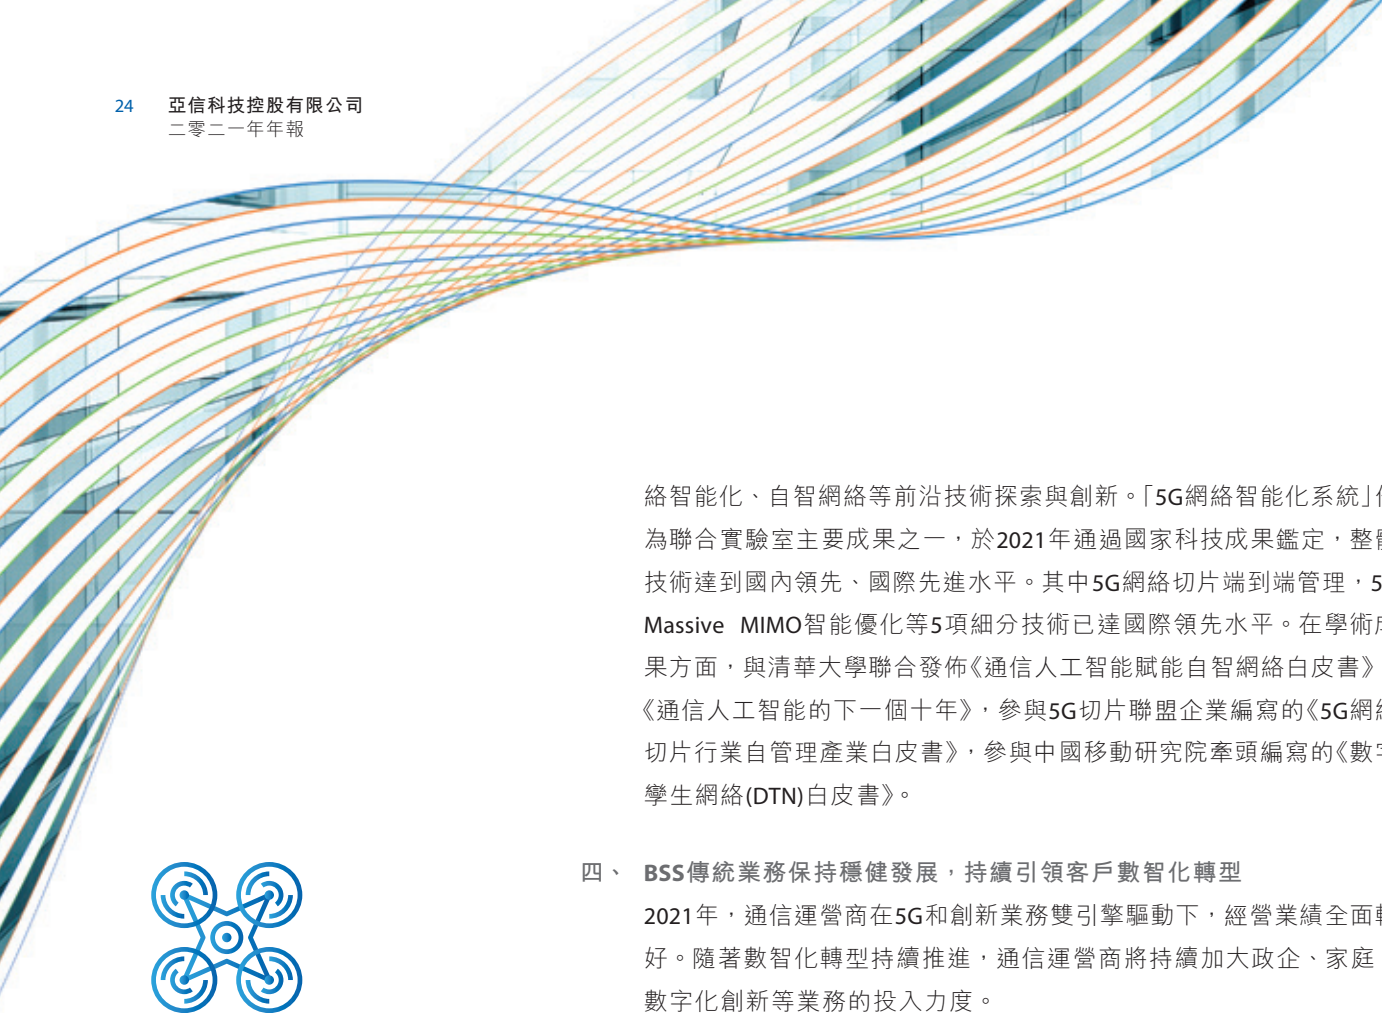 24 亞信科技控股有限公司
二零二一年年報
絡智能化、自智網絡等前沿技術探索與創新。「5G網絡智能化系統」作
為聯合實驗室主要成果之一，於2021年通過國家科技成果鑑定，整體
技術達到國內領先、國際先進水平。其中5G網絡切片端到端管理，5
Massive MIMO智能優化等5項細分技術已達國際領先水平。在學術成
果方面，與清華大學聯合發佈《通信人工智能賦能自智網絡白皮書》
《通信人工智能的下一個十年》，參與5G切片聯盟企業編寫的《5G網絡
切片行業自管理產業白皮書》，參與中國移動研究院牽頭編寫的《數字
孿生網絡(DTN)白皮書》。
四、 BSS傳統業務保持穩健發展，持續引領客戶數智化轉型
2021年，通信運營商在5G和創新業務雙引擎驅動下，經營業績全面轉
好。隨著數智化轉型持續推進，通信運營商將持續加大政企、家庭
數字化創新等業務的投入力度。